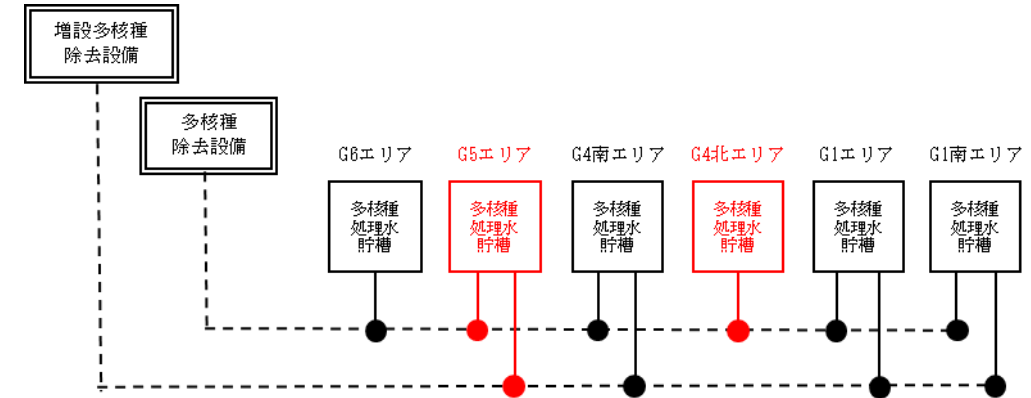 増設多核種
除去設備
多核種
除去設備
G6エリア
G5エリア
G4南エリア
G4北エリア
G1エリア
G1南エリア
多核種
処理水
貯槽
多核種
処理水
貯槽
多核種
処理水
貯槽
多核種
処理水
貯槽
多核種
処理水
貯槽
多核種
処理水
貯槽